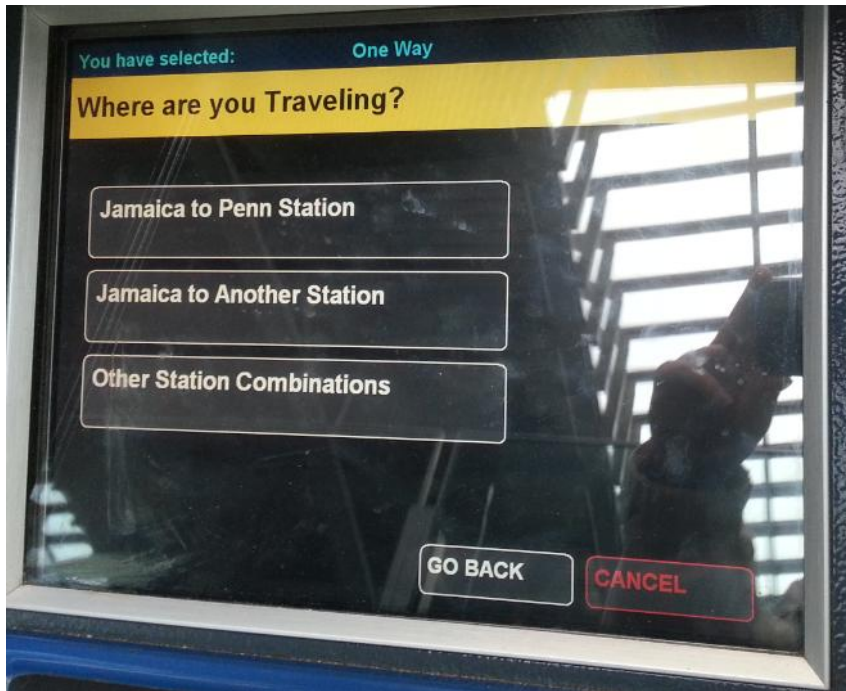 You have selected: One Way
Where are you Traveling?
Jamaica to Penn Station
Jamaica to Another Station
Other Station Combinations
GO BACK CANCEL